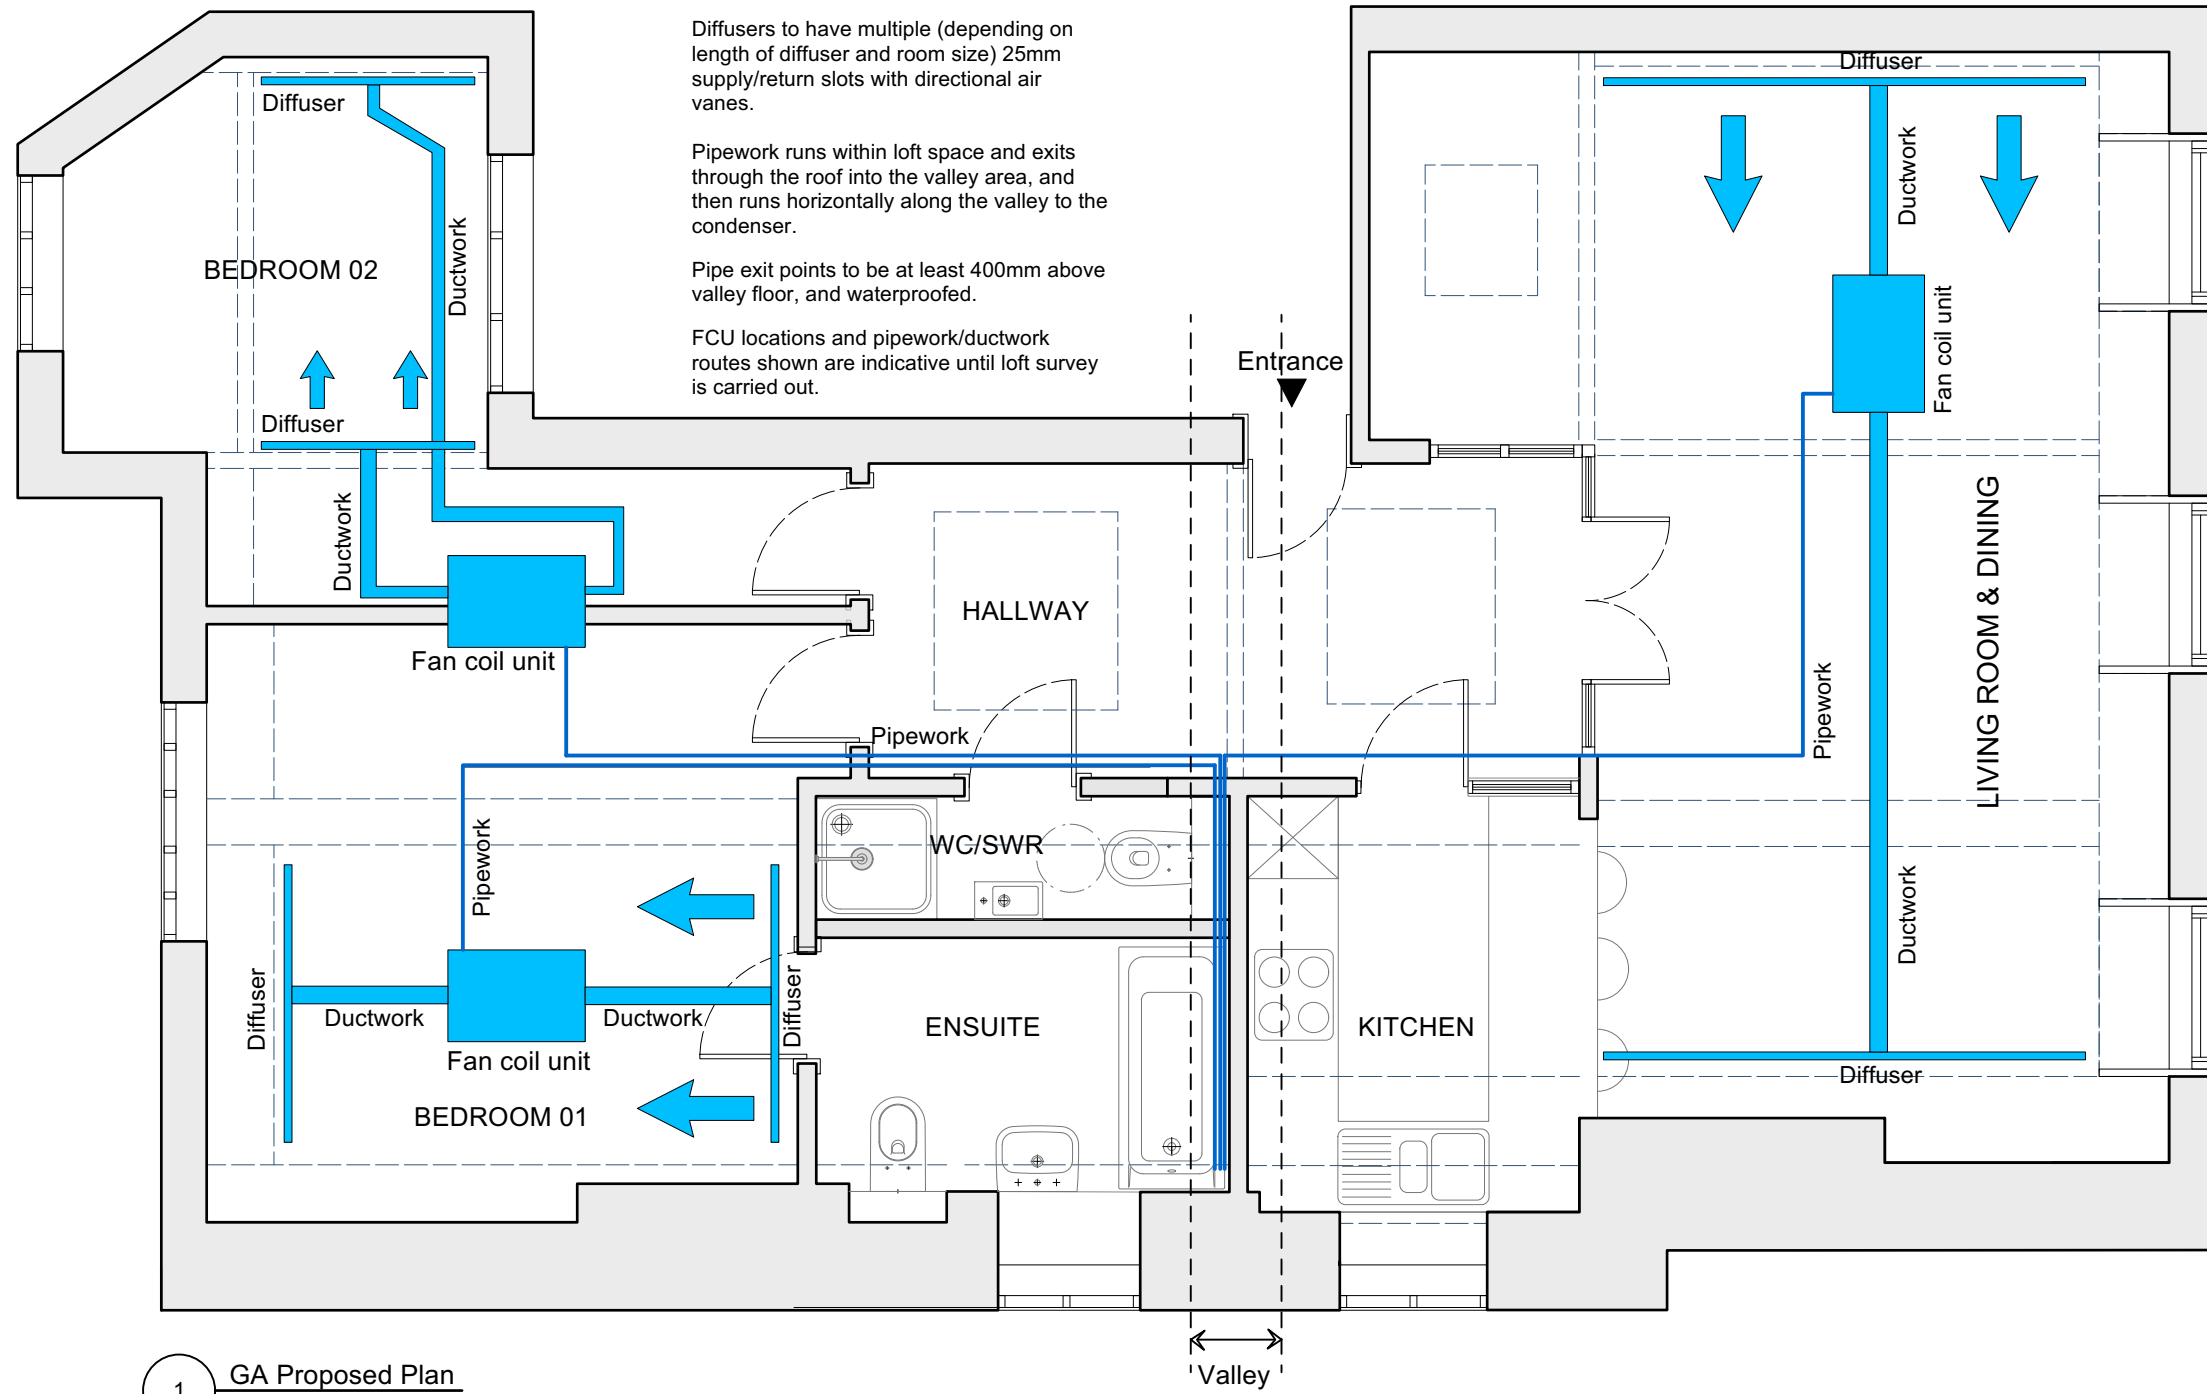 Diffusers to have multiple (depending on
length of diffuser and room size) 25mm
supply/return slots with directional air
vanes.
Pipework runs within loft space and exits
through the roof into the valley area, and
then runs horizontally along the valley to the
condenser.
Pipe exit points to be at least 400mm above
valley floor, and waterproofed.
FCU locations and pipework/ductwork
routes shown are indicative until loft survey
is carried out.
Diffuser
Ductwork
BEDROOM 02
Diffuser
Ductwork
Fan coil unit
Entrance
Diffuser
Ductwork
Fan coil unit
HALLWAY
LIVING ROOM & DINING
Pipework
Pipework
Pipework
WC/SWR
Ductwork
Diffuser
Ductwork
Ductwork
Diffuser
Fan coil unit
BEDROOM 01
ENSUITE
KITCHEN
Diffuser
Valley
1
GA Proposed Plan